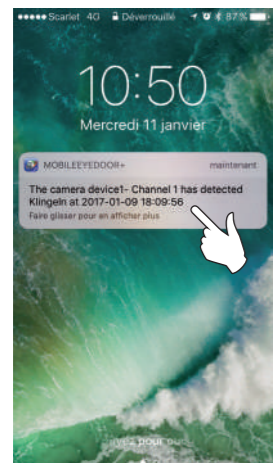 Scarlet 4G Déverrouillé 87%
10:50
Mercredi 11 janvier
MOBILEEYEDOOR+ maintenant
The camera device1- Channel 1 has detected
Klingeln at 2017-01-09 18:09:56
Faire glisser pour en afficher plus
pour